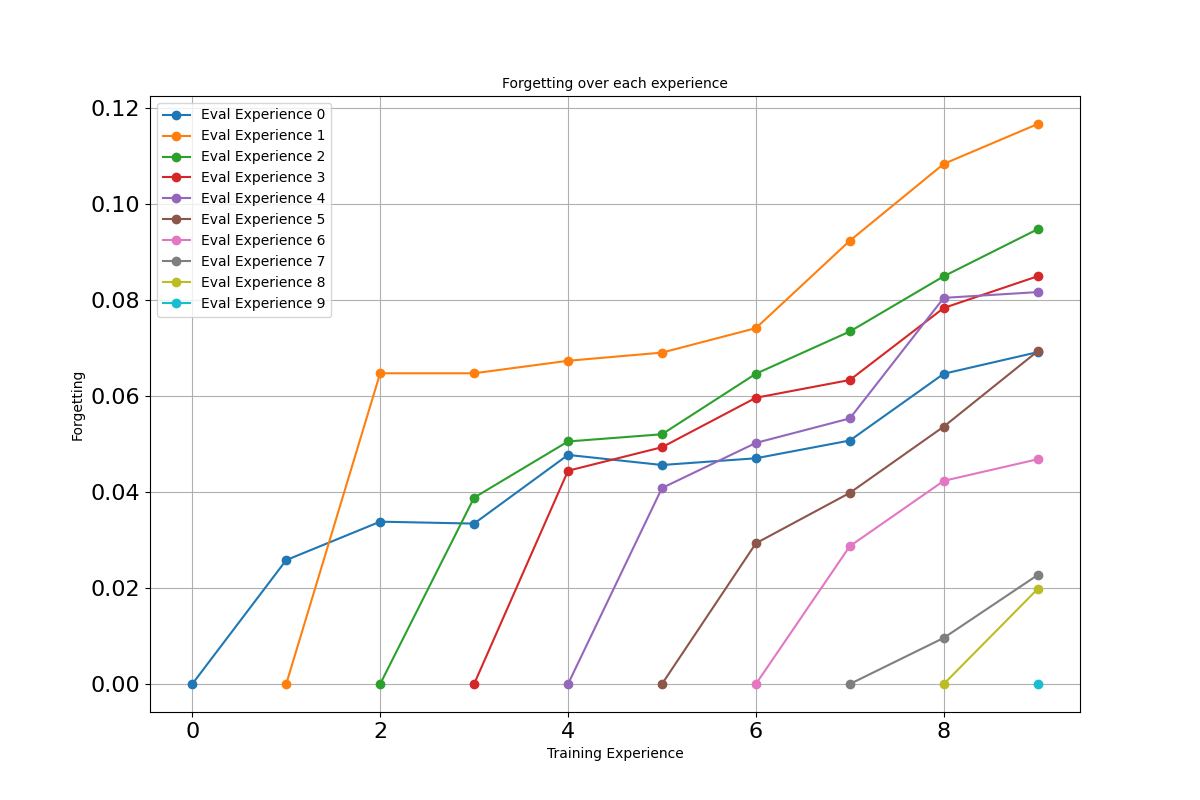 Forgetting over each experience
0.12
0.10
0.08
0.06
0.04
0.02
0.00
Forgetting
Eval Experience 0
Eval Experience 1
Eval Experience 2
Eval Experience 3
Eval Experience 4
Eval Experience 5
Eval Experience 6
Eval Experience 7
Eval Experience 8
Eval Experience 9
0 2 4 6 8
Training Experience